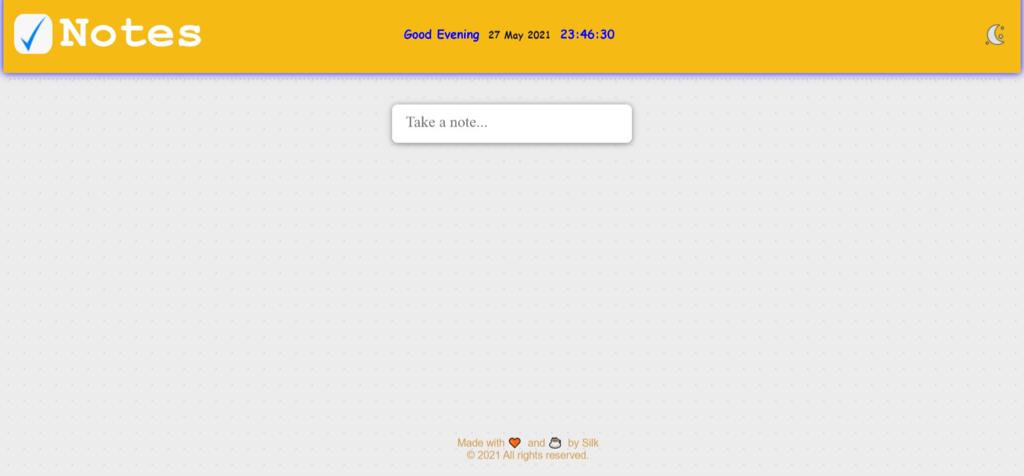 Notes
Good Evening 27 May 2021 23:46:30
Take a note...
Made with and by Silk
© 2021 All rights reserved.